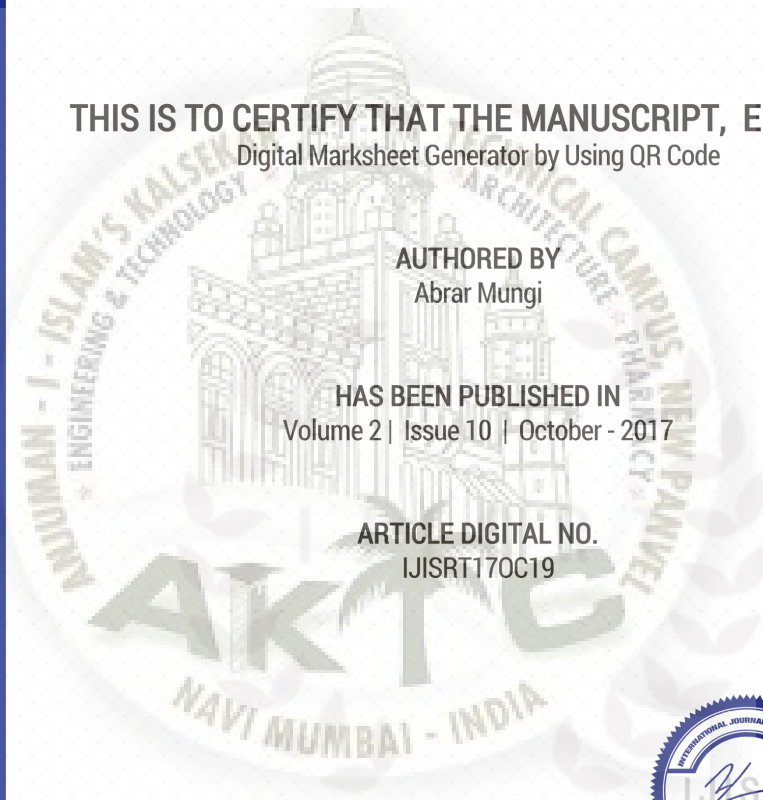 THIS IS TO CERTIFY THAT THE MANUSCRIPT, E
Digital Marksheet Generator by Using QR Code
AUTHORED BY
Abrar Mungi
HAS BEEN PUBLISHED IN
Volume 2 | Issue 10 | October - 2017
ARTICLE DIGITAL NO.
IJISRT17OC19
ANJUMAN - I - ISLAM'S KALSEKAR TECHNICAL CAMPUS, NEW PANVEL
ENGINEERING & TECHNOLOGY * ARCHITECTURE * PHARMACY *
AKTC
NAVI MUMBAI - INDIA
INTERNATIONAL JOURNAL